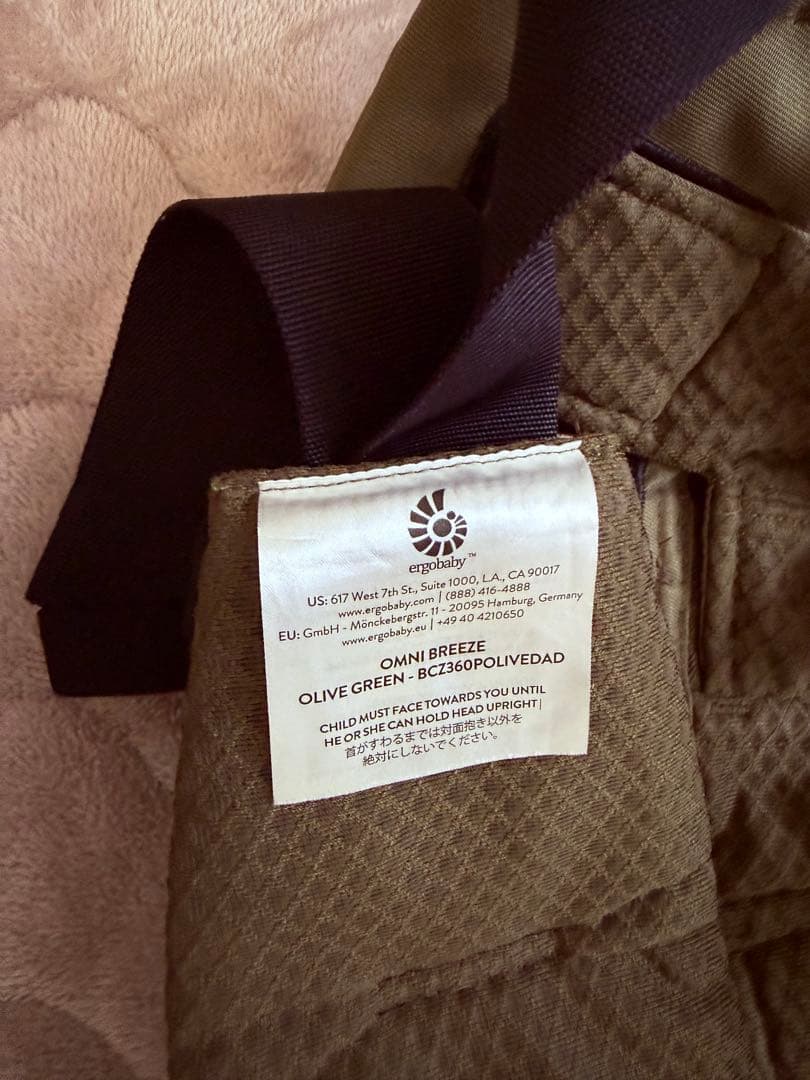 ergobaby™
US: 617 West 7th St., Suite 1000, L.A., CA 90017
www.ergobaby.com | (888) 416-4888
EU: GmbH - Mönckebergstr. 11 - 20095 Hamburg, Germany
www.ergobaby.eu | +49 40 4210650
OMNI BREEZE
OLIVE GREEN - BCZ360POLIVEDAD
CHILD MUST FACE TOWARDS YOU UNTIL
HE OR SHE CAN HOLD HEAD UPRIGHT |
首がすわるまでは対面抱き以外を
絶対にしないでください。